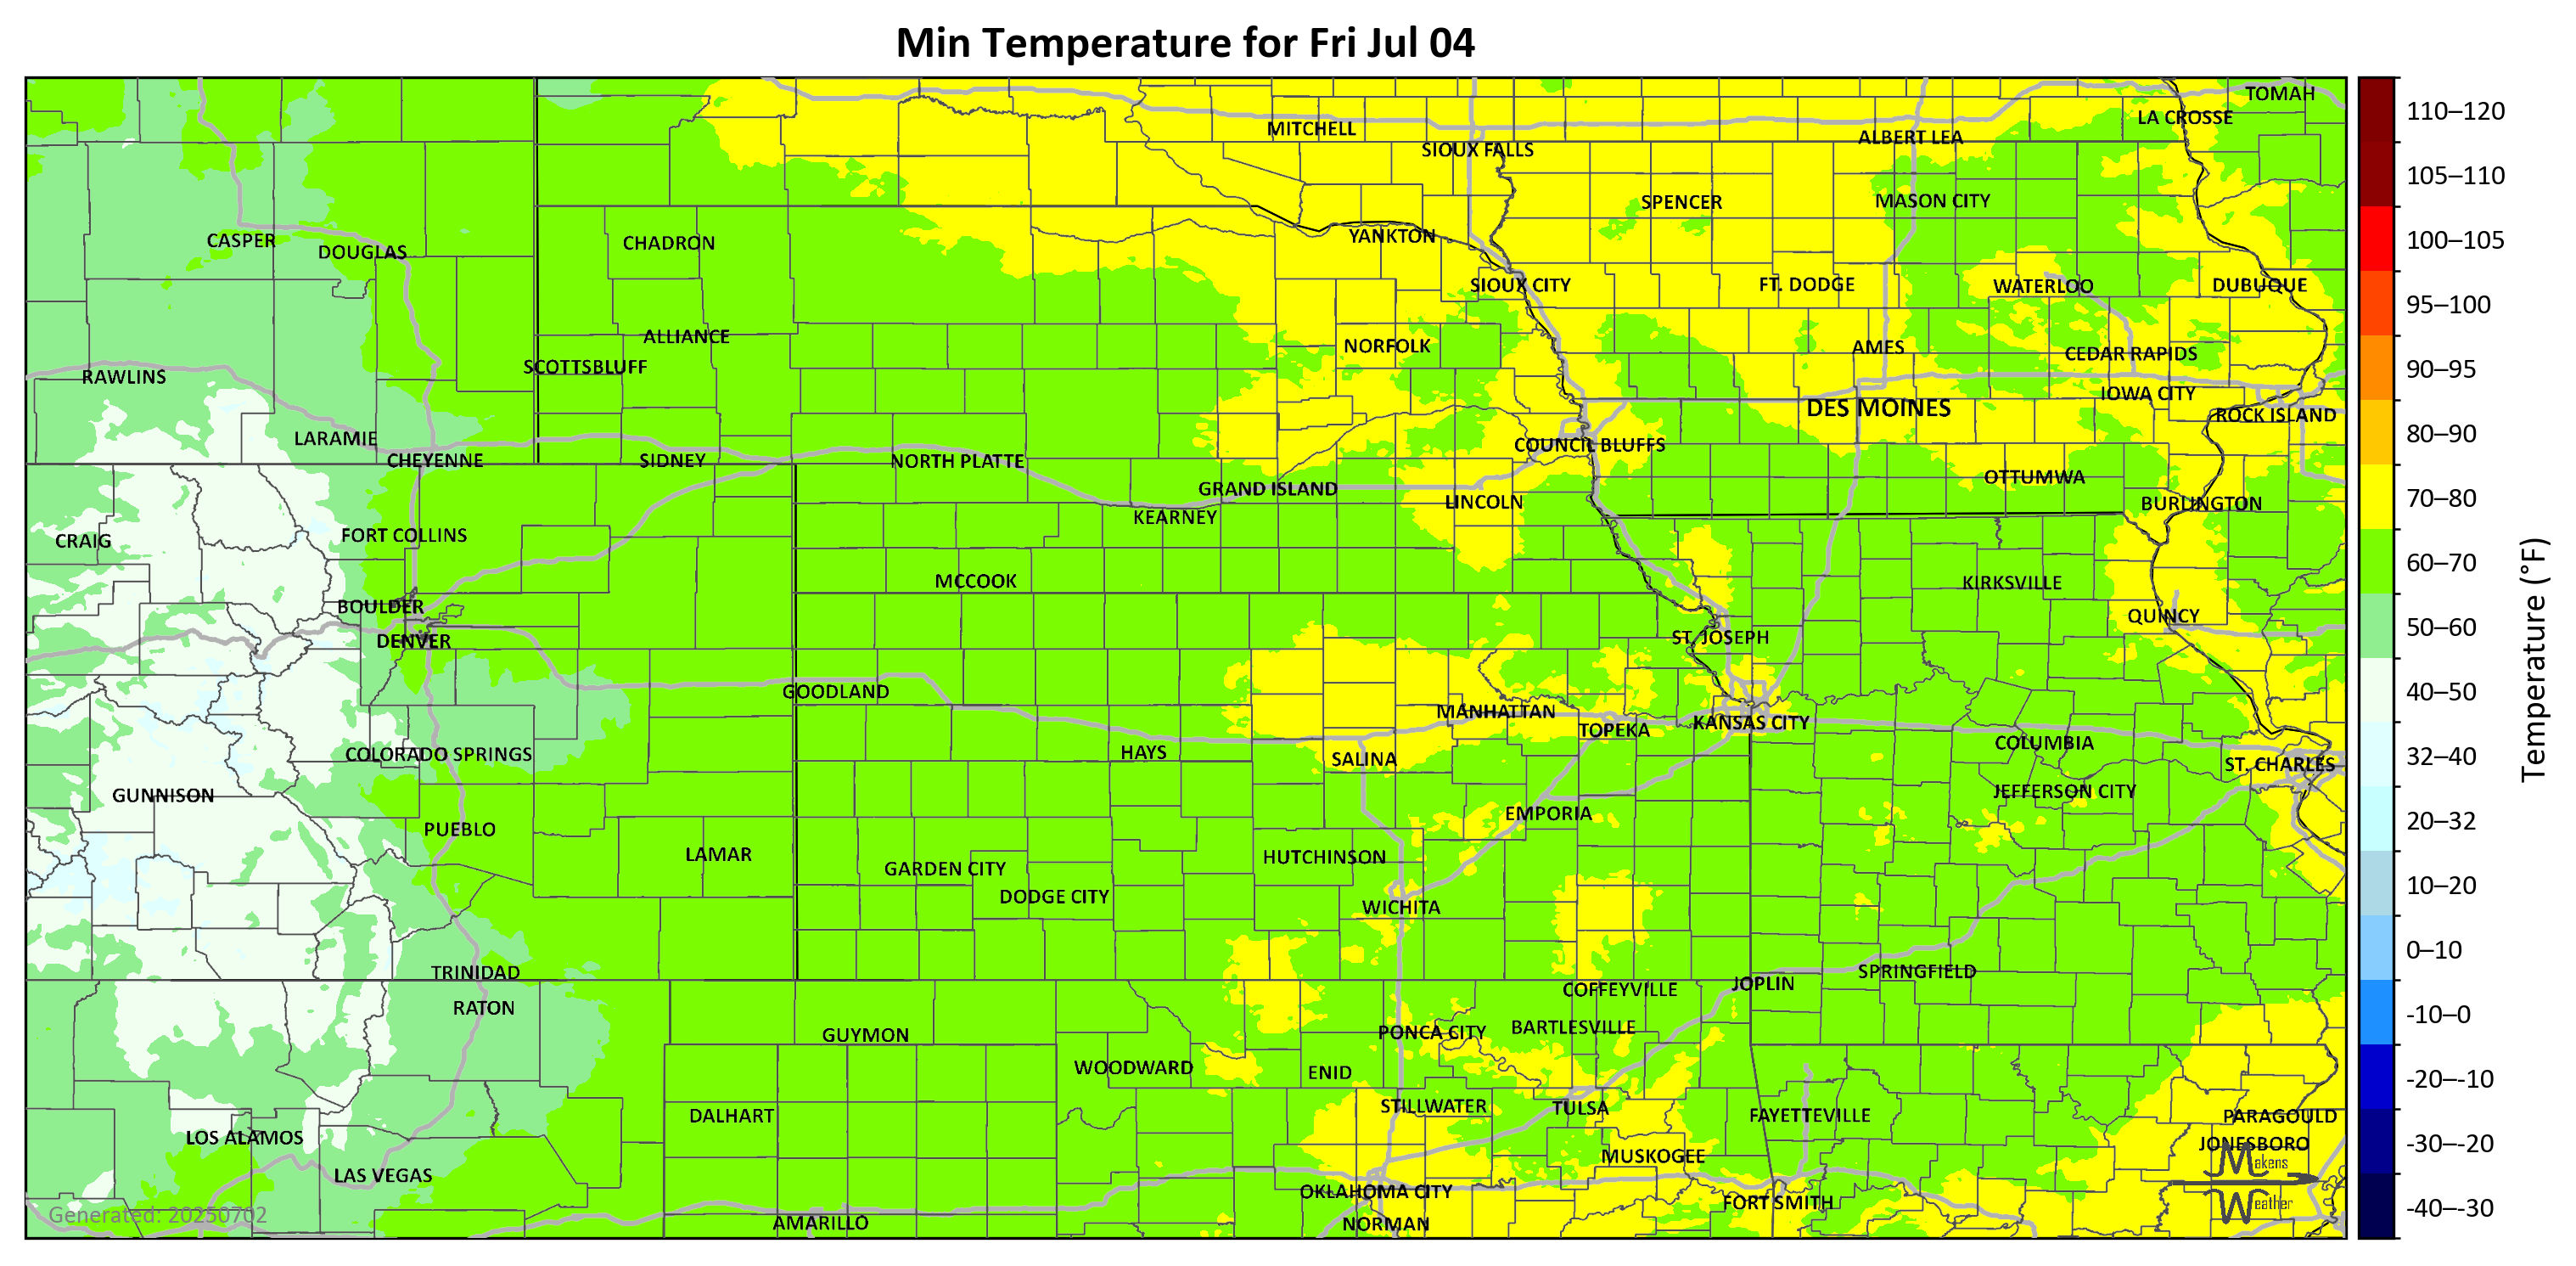 Min Temperature for Fri Jul 04
TOMAH
LA CROSSE
MITCHELL
ALBERT LEA
SIOUX FALLS
SPENCER
MASON CITY
CASPER
DOUGLAS
CHADRON
YANKTON
SIOUX CITY
FT. DODGE
WATERLOO
DUBUQUE
ALLIANCE
NORFOLK
AMES
CEDAR RAPIDS
SCOTTSBLUFF
RAWLINS
IOWA CITY
DES MOINES
ROCK ISLAND
LARAMIE
COUNCIL BLUFFS
CHEYENNE
SIDNEY
NORTH PLATTE
OTTUMWA
GRAND ISLAND
LINCOLN
BURLINGTON
KEARNEY
CRAIG
FORT COLLINS
MCCOOK
KIRKSVILLE
BOULDER
QUINCY
DENVER
ST. JOSEPH
GOODLAND
MANHATTAN
TOPEKA
KANSAS CITY
COLUMBIA
COLORADO SPRINGS
HAYS
SALINA
ST. CHARLES
GUNNISON
JEFFERSON CITY
EMPORIA
PUEBLO
LAMAR
HUTCHINSON
GARDEN CITY
DODGE CITY
WICHITA
TRINIDAD
SPRINGFIELD
JOPLIN
COFFEYVILLE
RATON
GUYMON
PONCA CITY
BARTLESVILLE
WOODWARD
ENID
DALHART
STILLWATER
TULSA
FAYETTEVILLE
PARAGOULD
LOS ALAMOS
JONESBORO
MUSKOGEE
Makens
LAS VEGAS
OKLAHOMA CITY
FORT SMITH
Weather
Generated: 20250702
AMARILLO
NORMAN
110–120
105–110
100–105
95–100
90–95
80–90
70–80
60–70
50–60
40–50
32–40
20–32
10–20
0–10
-10–0
-20–-10
-30–-20
-40–-30
Temperature (°F)